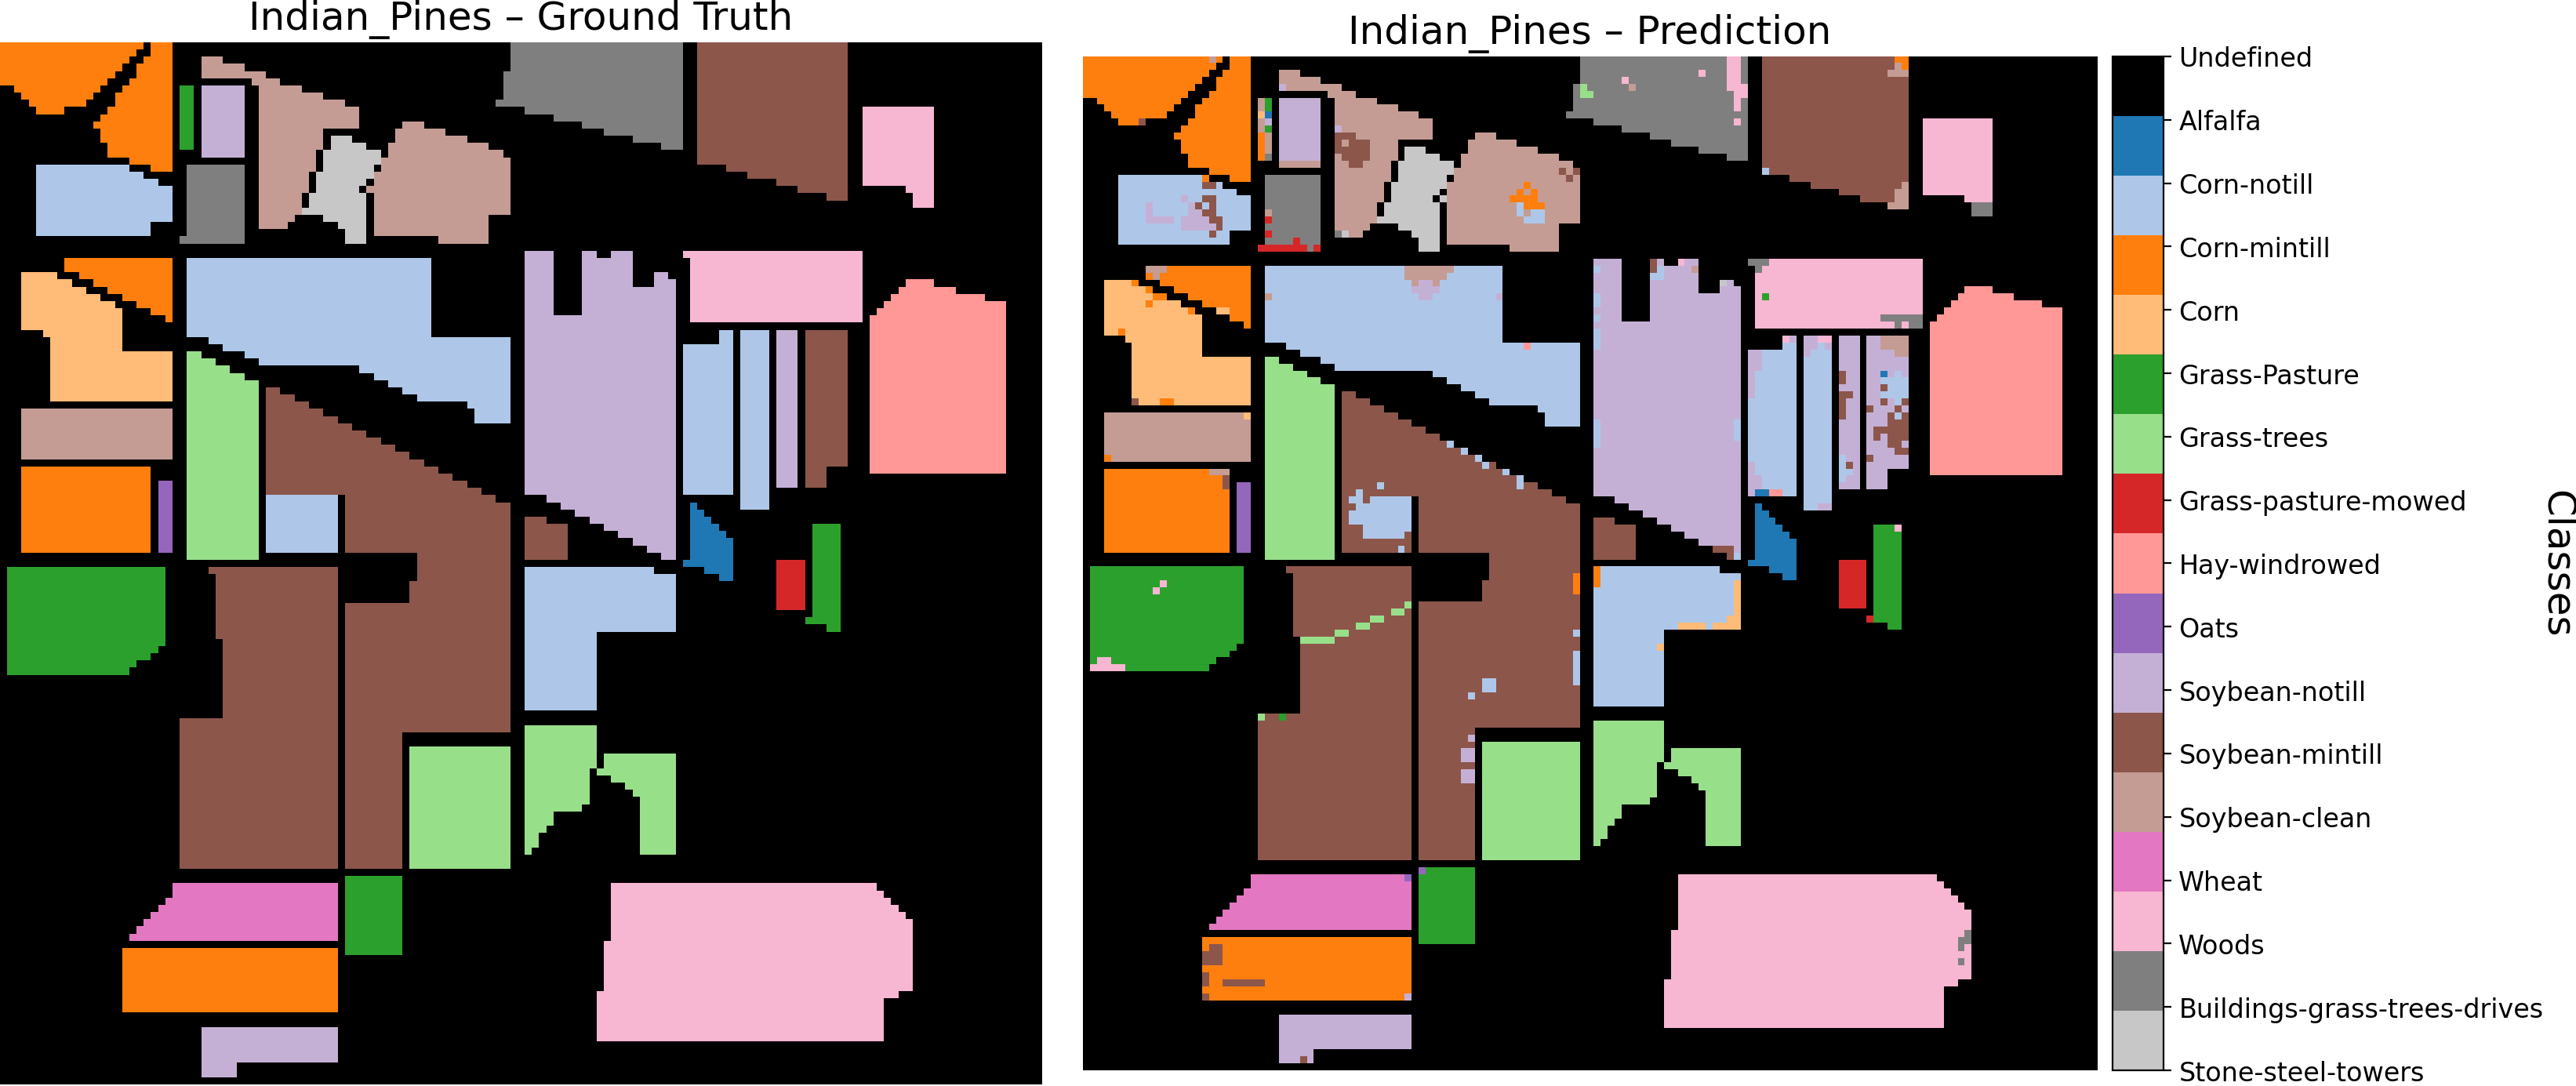 Indian_Pines – Ground Truth
Indian_Pines – Prediction
Undefined
Alfalfa
Corn-notill
Corn-mintill
Corn
Grass-Pasture
Grass-trees
Grass-pasture-mowed
Hay-windrowed
Oats
Soybean-notill
Soybean-mintill
Soybean-clean
Wheat
Woods
Buildings-grass-trees-drives
Stone-steel-towers
Classes